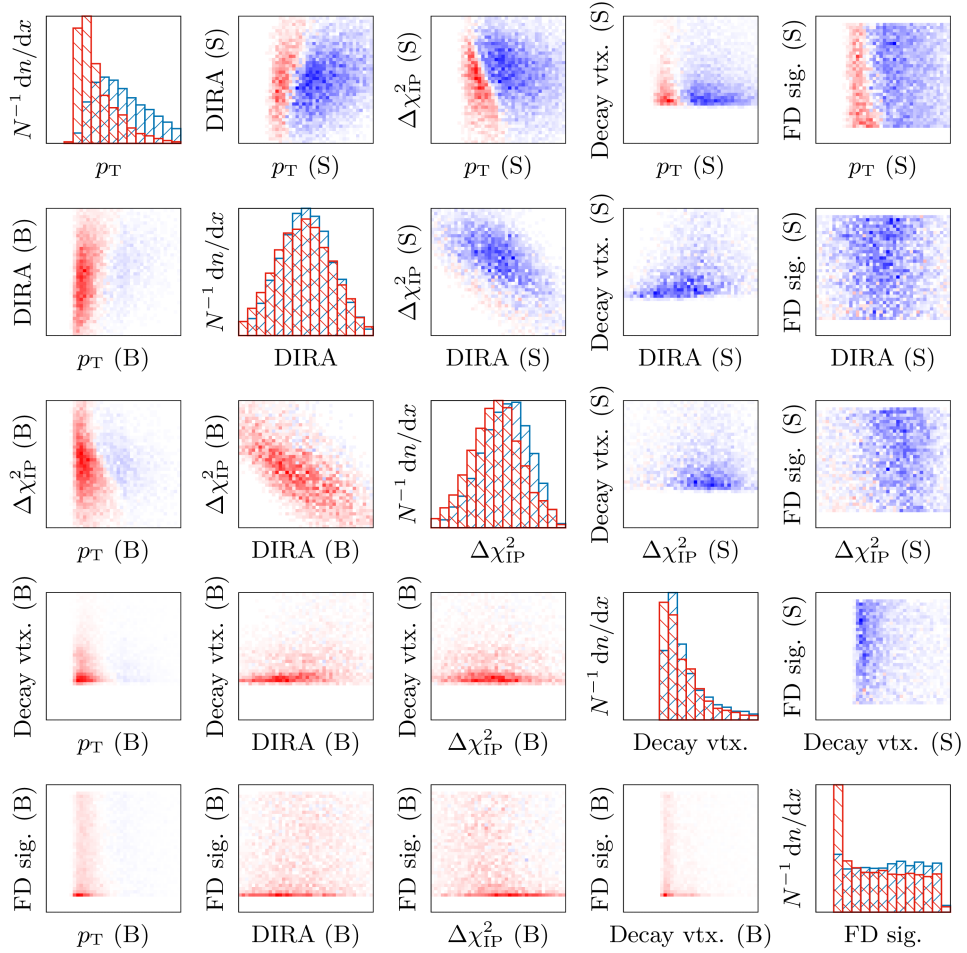 N⁻¹ dn/dx
p_T
DIRA (S)
p_T (S)
Δχ²_IP (S)
p_T (S)
Decay vtx. (S)
p_T (S)
FD sig. (S)
p_T (S)
DIRA (B)
p_T (B)
N⁻¹ dn/dx
DIRA
Δχ²_IP (S)
DIRA (S)
Decay vtx. (S)
DIRA (S)
FD sig. (S)
DIRA (S)
Δχ²_IP (B)
p_T (B)
Δχ²_IP (B)
DIRA (B)
N⁻¹ dn/dx
Δχ²_IP
Decay vtx. (S)
Δχ²_IP (S)
FD sig. (S)
Δχ²_IP (S)
Decay vtx. (B)
p_T (B)
Decay vtx. (B)
DIRA (B)
Decay vtx. (B)
Δχ²_IP (B)
N⁻¹ dn/dx
Decay vtx.
FD sig. (S)
Decay vtx. (S)
FD sig. (B)
p_T (B)
FD sig. (B)
DIRA (B)
FD sig. (B)
Δχ²_IP (B)
FD sig. (B)
Decay vtx. (B)
N⁻¹ dn/dx
FD sig.